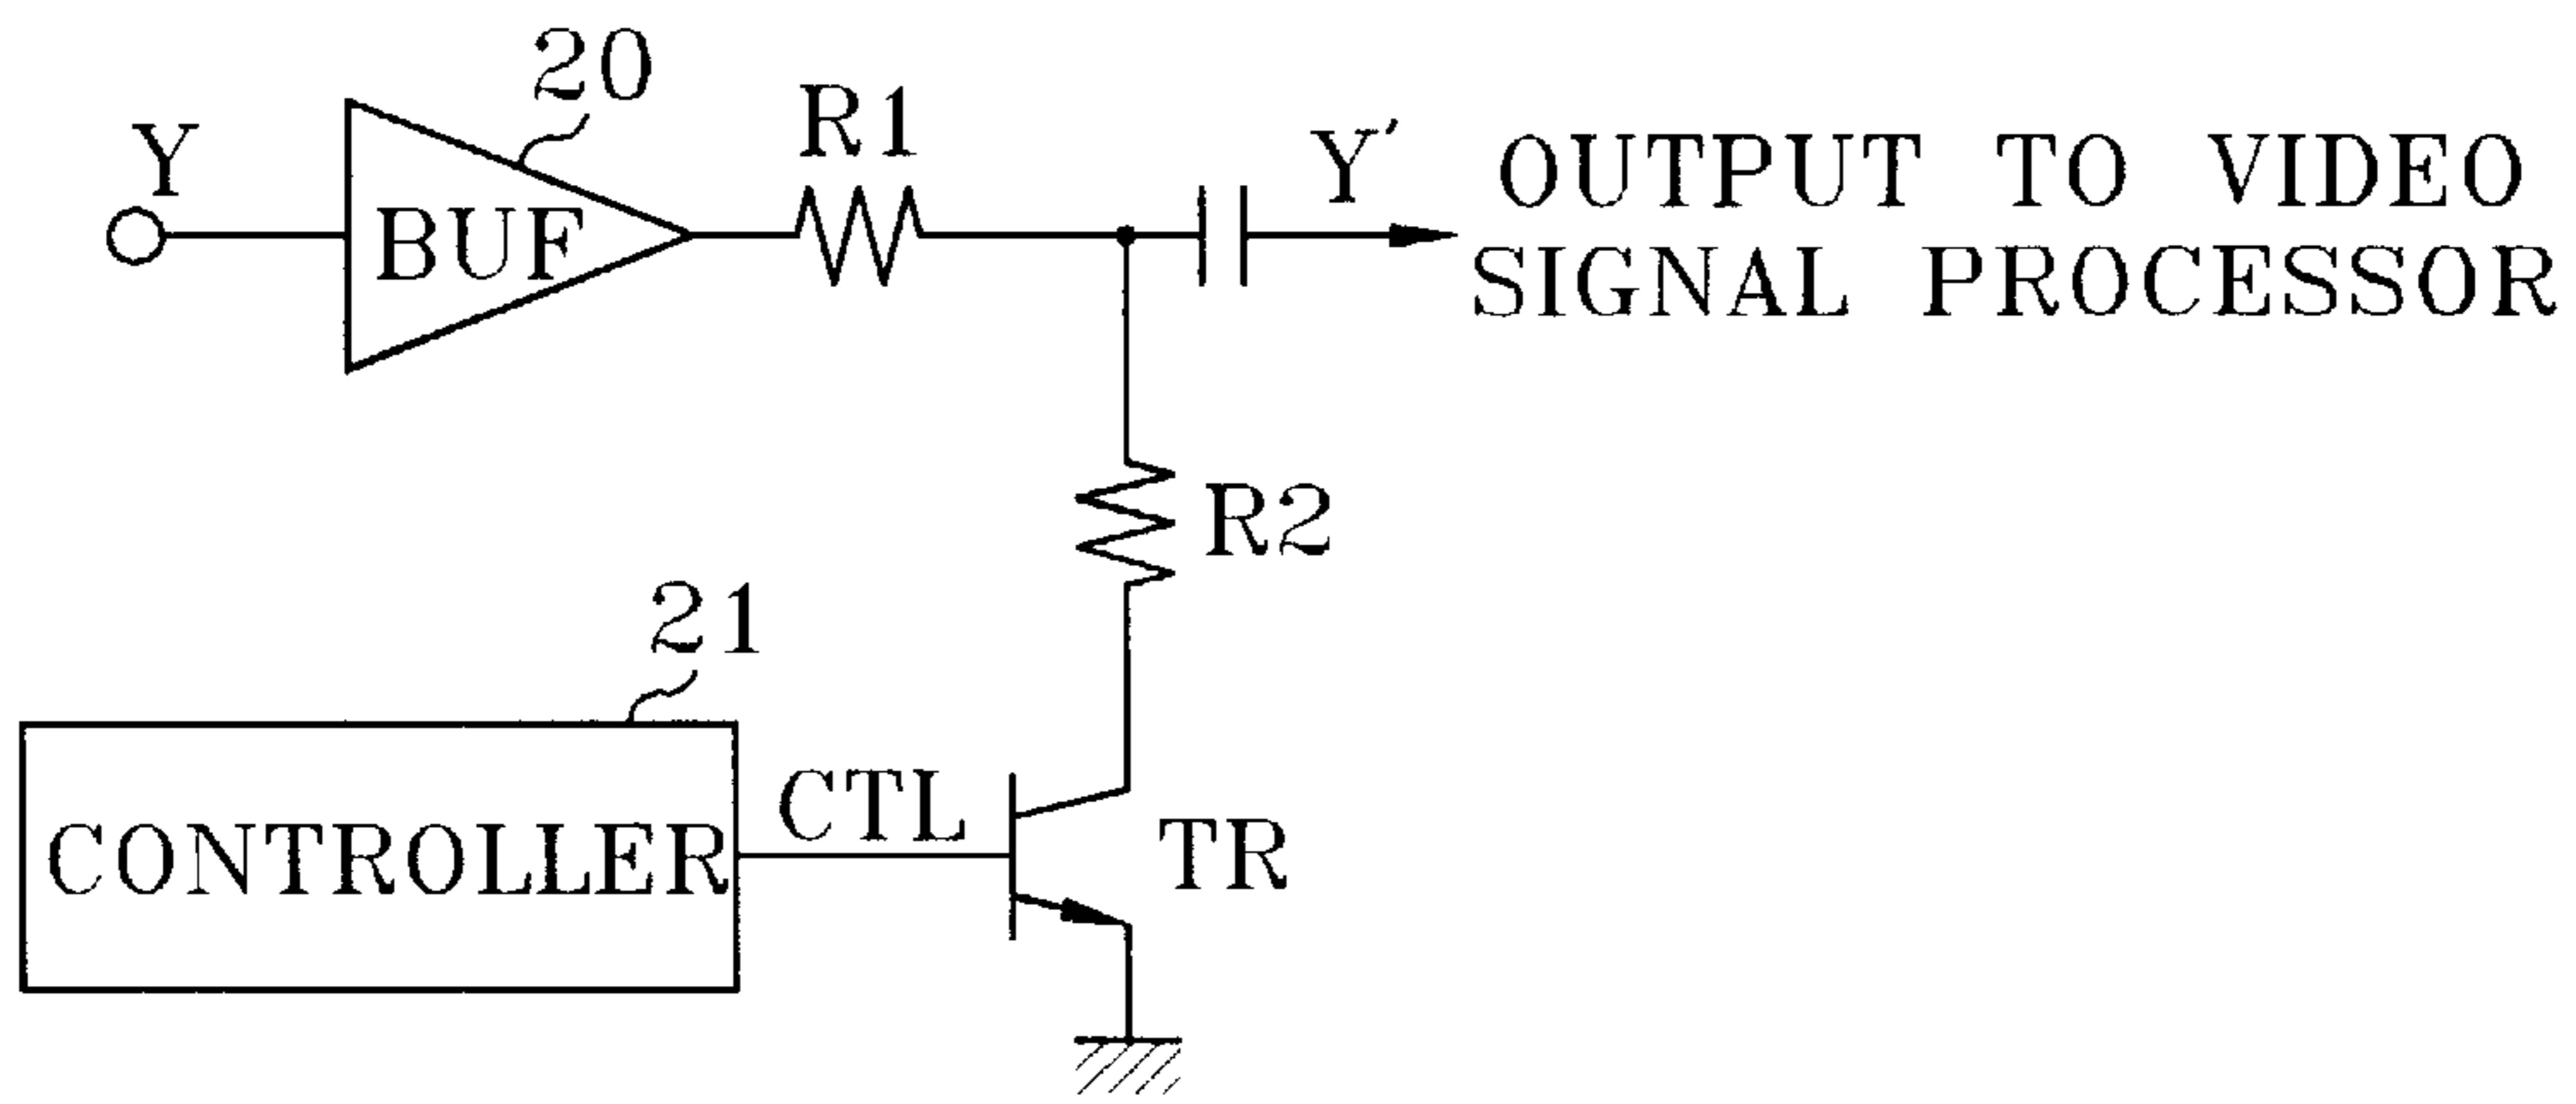 20
Y
R1
Y' OUTPUT TO VIDEO
BUF
SIGNAL PROCESSOR
R2
21
CTL
CONTROLLER
TR